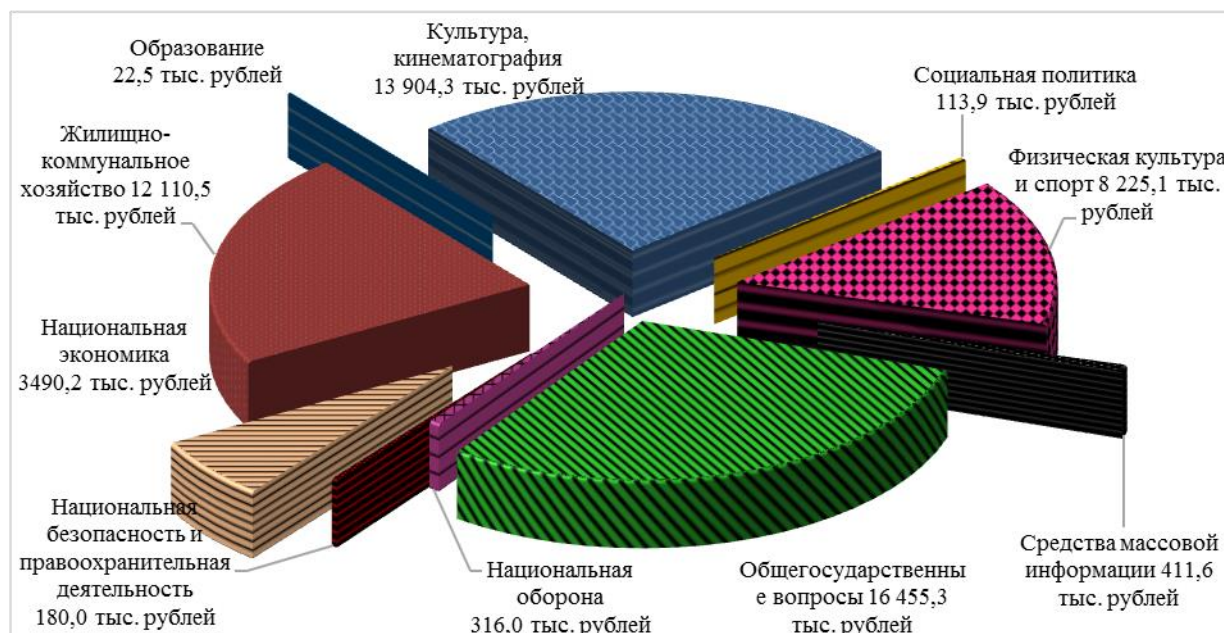 Образование
22,5 тыс. рублей
Культура,
кинематография
13 904,3 тыс. рублей
Социальная политика
113,9 тыс. рублей
Жилищно-
коммунальное
хозяйство 12 110,5
тыс. рублей
Физическая культура
и спорт 8 225,1 тыс.
рублей
Национальная
экономика
3490,2 тыс. рублей
Национальная
безопасность и
правоохранительная
деятельность
180,0 тыс. рублей
Национальная
оборона
316,0 тыс. рублей
Общегосударственны
е вопросы 16 455,3
тыс. рублей
Средства массовой
информации 411,6
тыс. рублей